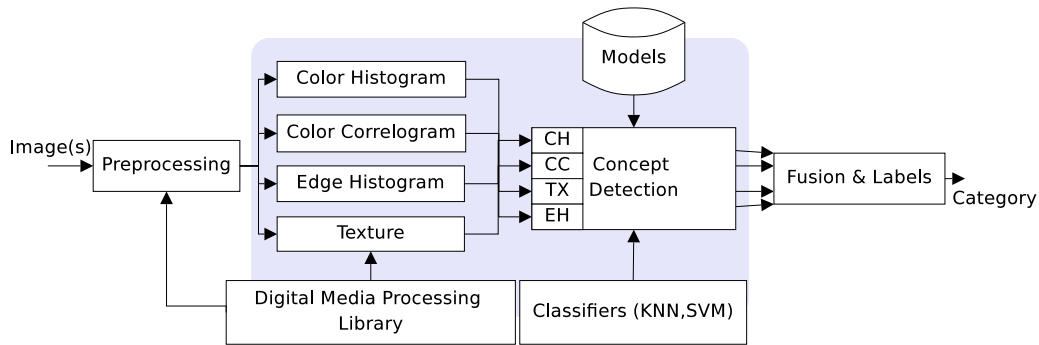 Image(s)
Preprocessing
Color Histogram
Color Correlogram
Edge Histogram
Texture
Digital Media Processing
Library
Models
CH
CC
TX
EH
Concept
Detection
Classifiers (KNN,SVM)
Fusion & Labels
Category